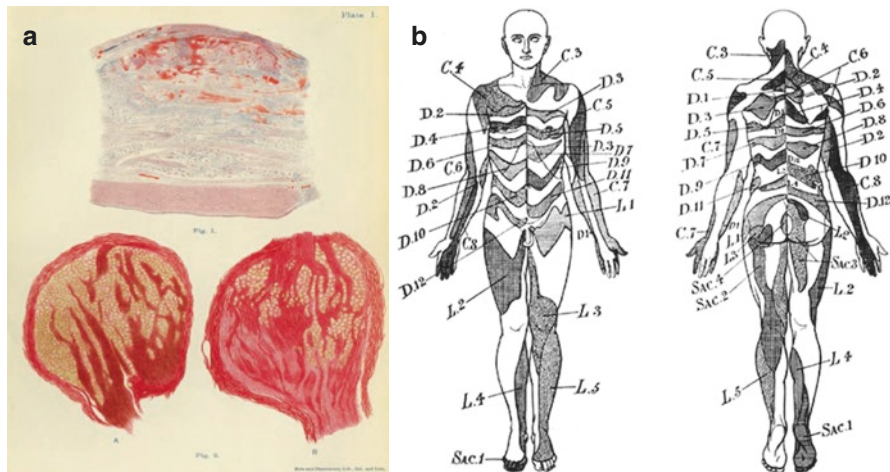 a
Plate 1.
Fig. 1.
A
B
Fig. 2.
b
C.3
C.4
D.3
D.2
C.5
D.4
D.5
D.3
D.7
D.6
D.9
C.6
D.11
D.8
C.7
D.2
L.1
D.10
C.8
D1
D.12
L.2
L.3
L.4
L.5
Sac.1
C.3
C.4
C.6
C.5
D.2
D.1
D.4
D.3
D.6
D.5
D.8
C.7
D.7
D.10
D.9
C.8
D.11
D.12
C.7
D1
L.1
L.2
L.3
Sac.3
Sac.4
Sac.2
L.2
L.4
L.5
Sac.1